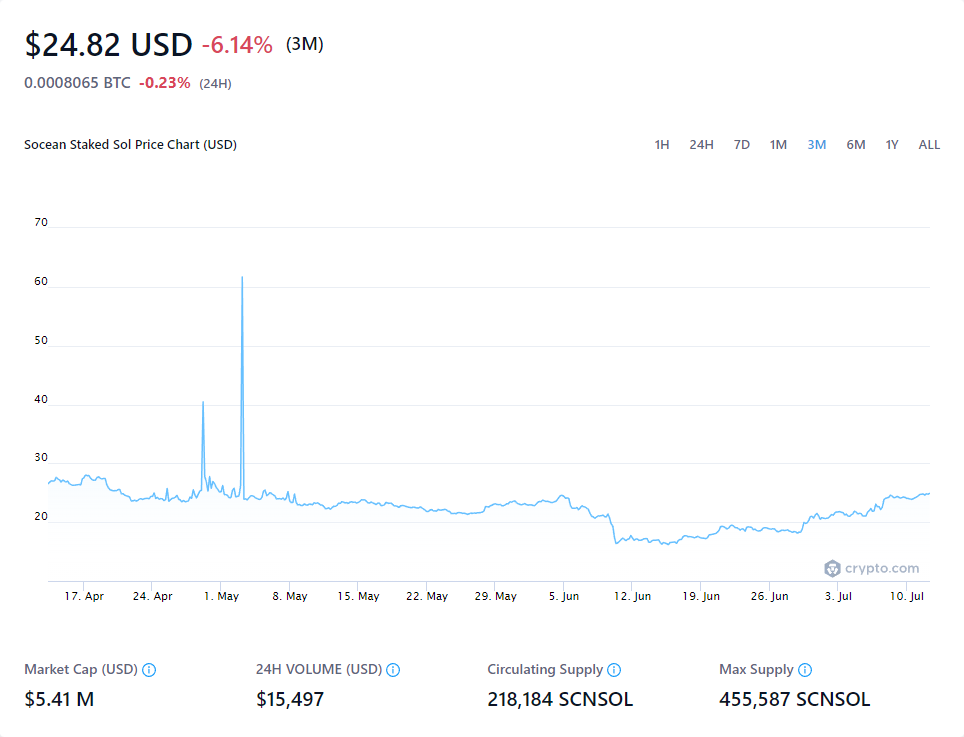 $24.82 USD -6.14% (3M)
0.0008065 BTC -0.23% (24H)
Socean Staked Sol Price Chart (USD)
1H 24H 7D 1M 3M 6M 1Y ALL
70
60
50
40
30
20
crypto.com
17. Apr 24. Apr 1. May 8. May 15. May 22. May 29. May 5. Jun 12. Jun 19. Jun 26. Jun 3. Jul 10. Jul
Market Cap (USD) 24H VOLUME (USD) Circulating Supply Max Supply
$5.41 M $15,497 218,184 SCNSOL 455,587 SCNSOL